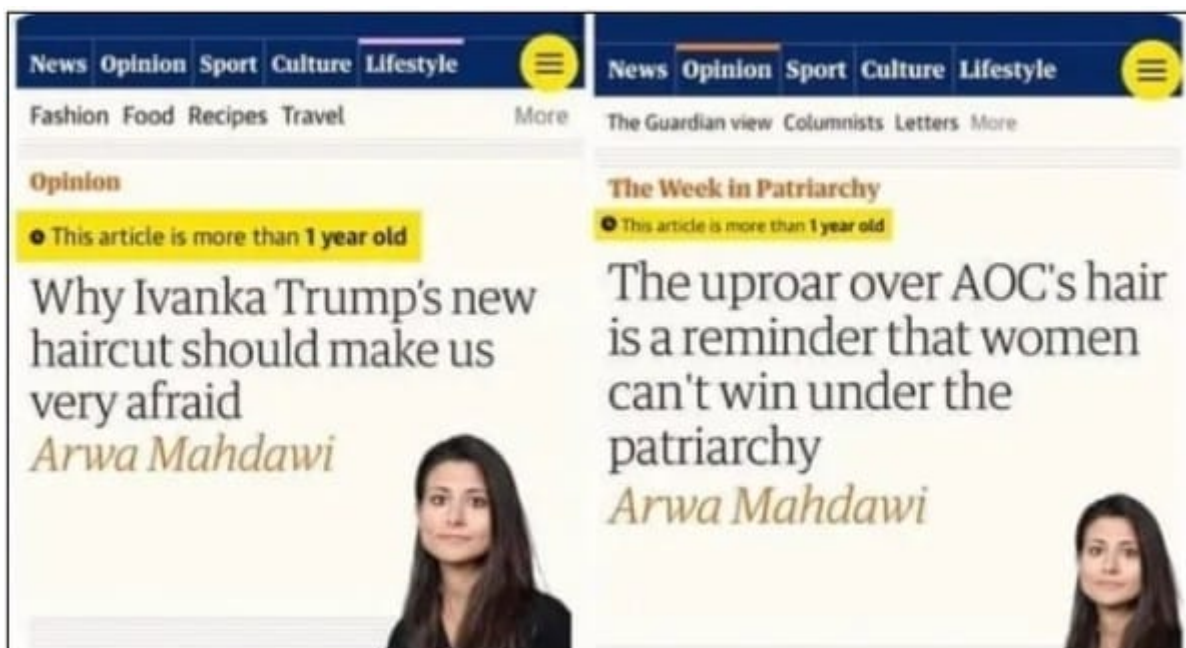 News Opinion Sport Culture Lifestyle
Fashion Food Recipes Travel More
Opinion
This article is more than 1 year old
Why Ivanka Trump's new
haircut should make us
very afraid
Arwa Mahdawi
News Opinion Sport Culture Lifestyle
The Guardian view Columnists Letters More
The Week in Patriarchy
This article is more than 1 year old
The uproar over AOC's hair
is a reminder that women
can't win under the
patriarchy
Arwa Mahdawi